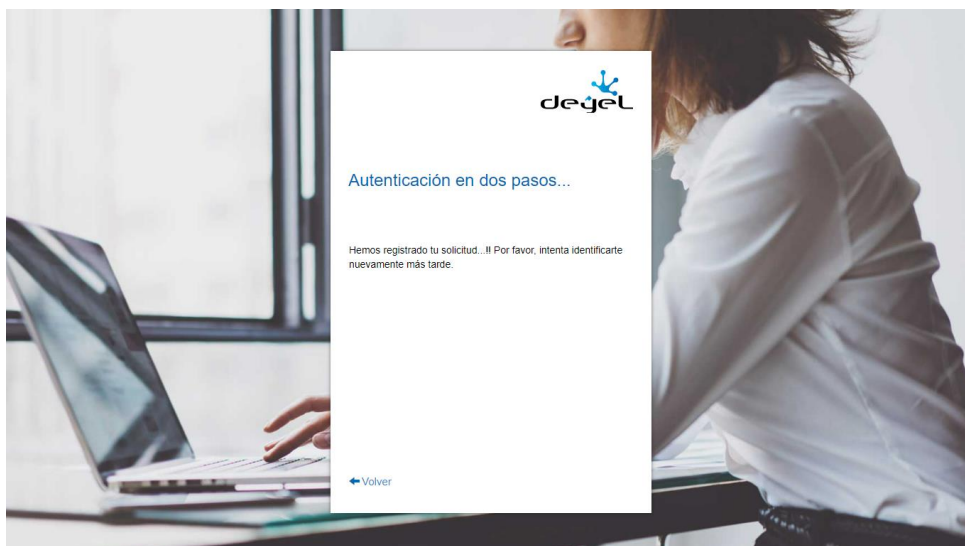 deyel
Autenticación en dos pasos...
Hemos registrado tu solicitud...!! Por favor, intenta identificarte
nuevamente más tarde.
Volver